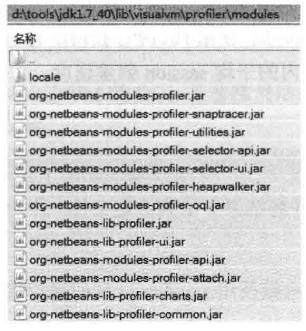 d:\tools\jdk1.7_40\lib\visualvm\profiler\modules
名称
..
locale
org-netbeans-modules-profiler.jar
org-netbeans-modules-profiler-snaptracer.jar
org-netbeans-modules-profiler-utilities.jar
org-netbeans-modules-profiler-selector-api.jar
org-netbeans-modules-profiler-selector-ui.jar
org-netbeans-modules-profiler-heapwalker.jar
org-netbeans-modules-profiler-oql.jar
org-netbeans-lib-profiler.jar
org-netbeans-lib-profiler-ui.jar
org-netbeans-modules-profiler-api.jar
org-netbeans-modules-profiler-attach.jar
org-netbeans-lib-profiler-charts.jar
org-netbeans-lib-profiler-common.jar